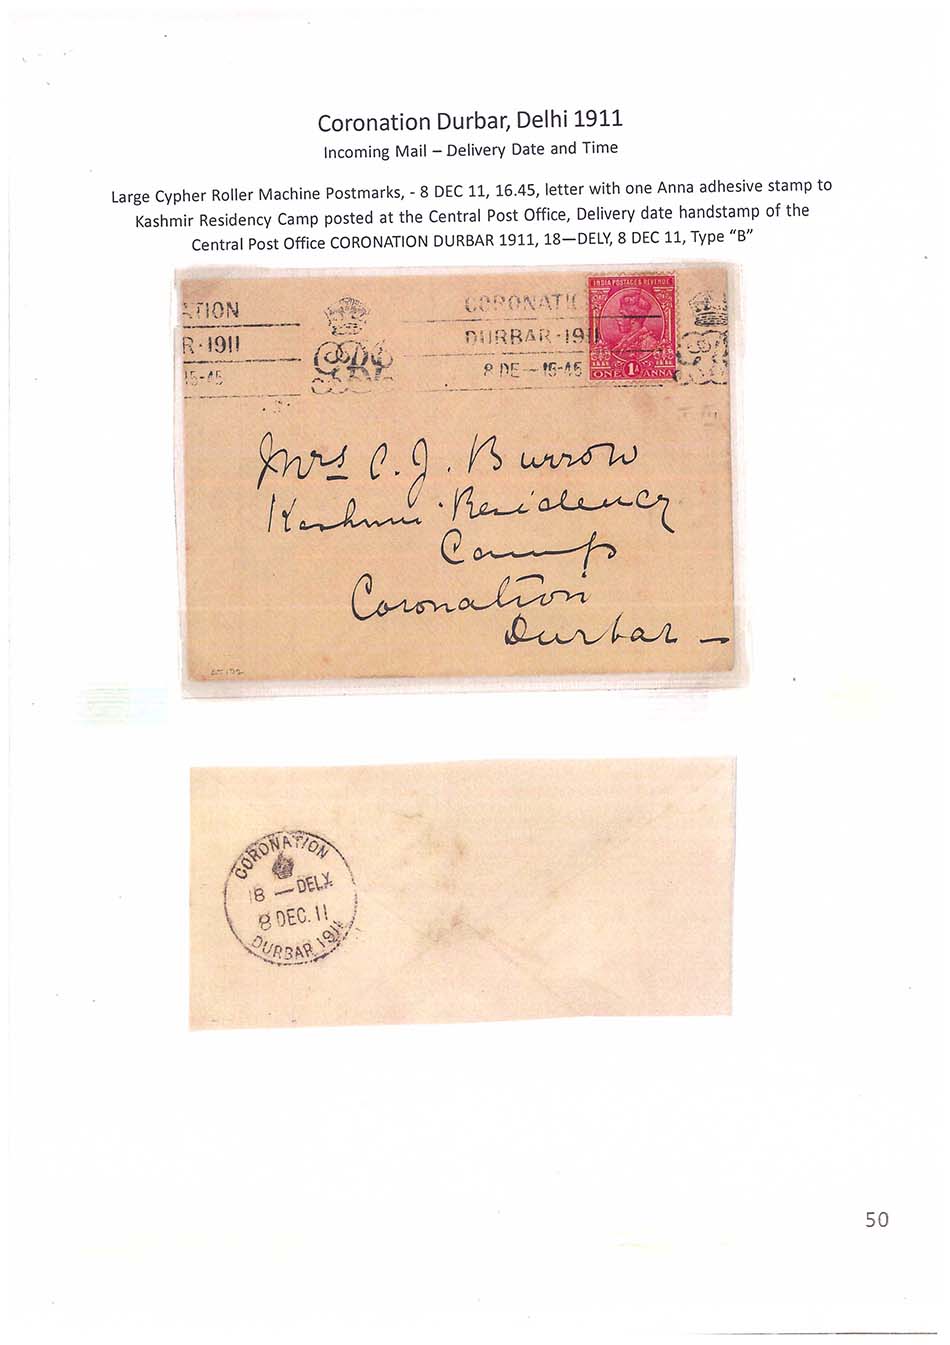 Coronation Durbar, Delhi 1911
Incoming Mail – Delivery Date and Time
Large Cypher Roller Machine Postmarks, - 8 DEC 11, 16.45, letter with one Anna adhesive stamp to
Kashmir Residency Camp posted at the Central Post Office, Delivery date handstamp of the
Central Post Office CORONATION DURBAR 1911, 18—DELY, 8 DEC 11, Type “B”
ATION
R·1911
15-45
CORONATIC
DURBAR·1911
8 DE — 15-45
INDIA POSTAGE & REVENUE
ONE 1A ANNA
Mrs C. J. Burrow
Kashmir Residency
Camp
Coronation
Durbar —
CORONATION
18 — DELY.
8 DEC. 11
DURBAR 1911
50